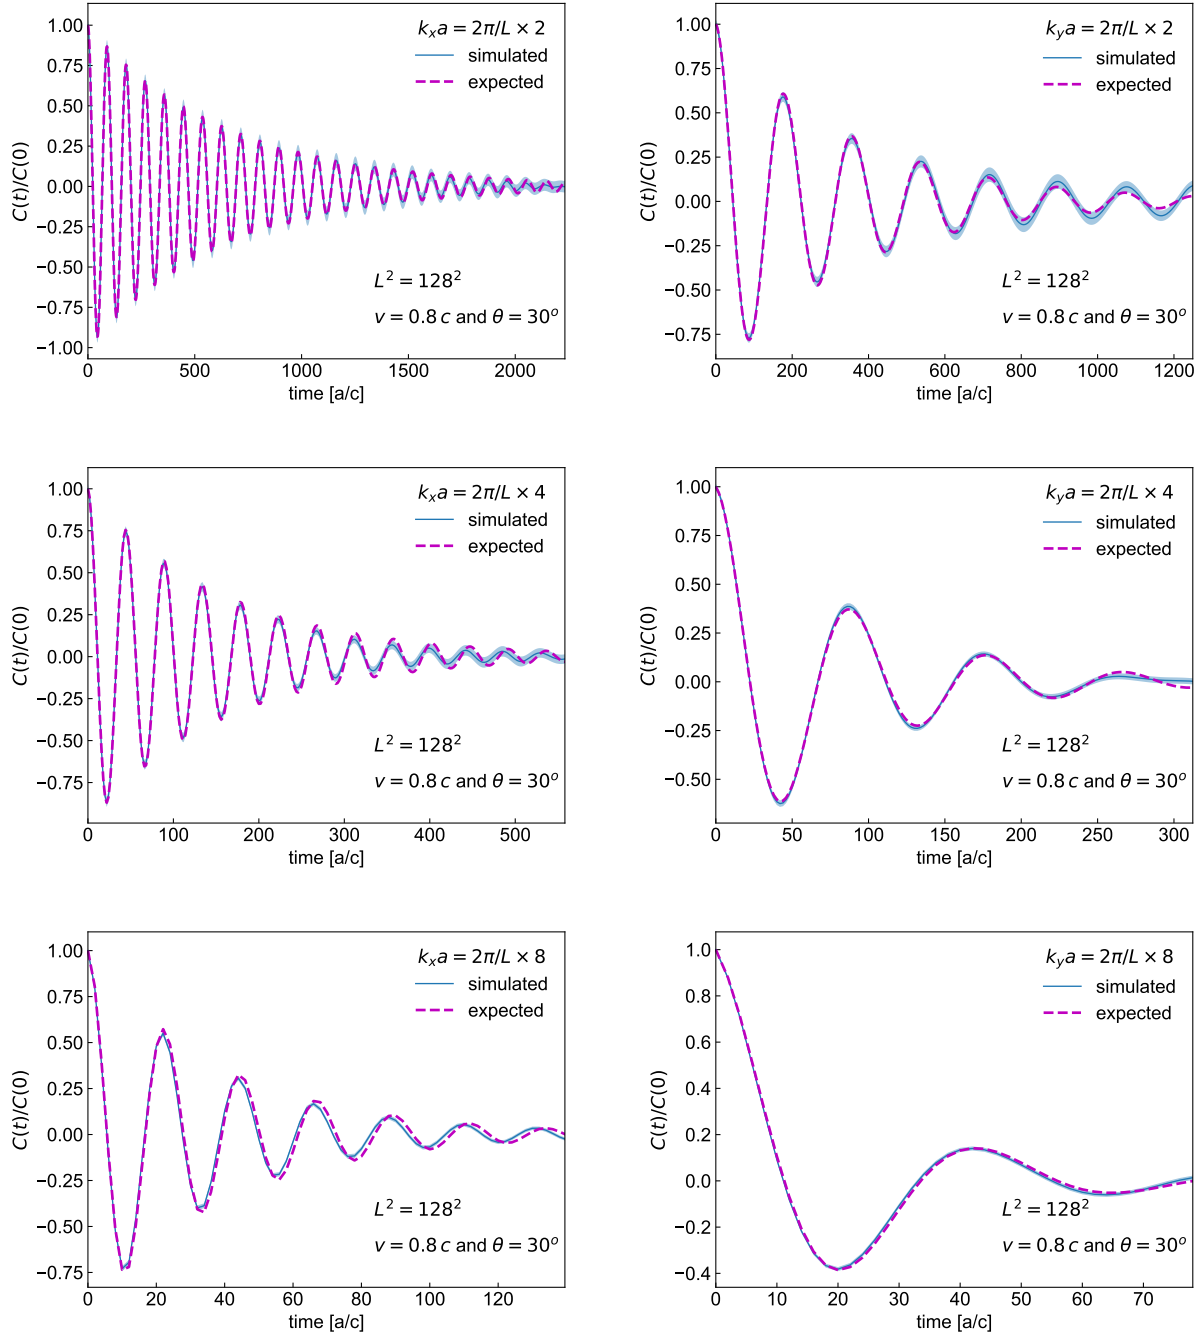 1.00
0.75
0.50
0.25
0.00
−0.25
−0.50
−0.75
−1.00
C(t)/C(0)
kₓa = 2π/L × 2
simulated
expected
L² = 128²
v = 0.8 c and θ = 30ᵒ
0 500 1000 1500 2000
time [a/c]
1.00
0.75
0.50
0.25
0.00
−0.25
−0.50
−0.75
C(t)/C(0)
k_y a = 2π/L × 2
simulated
expected
L² = 128²
v = 0.8 c and θ = 30ᵒ
0 200 400 600 800 1000 1200
time [a/c]
1.00
0.75
0.50
0.25
0.00
−0.25
−0.50
−0.75
C(t)/C(0)
kₓa = 2π/L × 4
simulated
expected
L² = 128²
v = 0.8 c and θ = 30ᵒ
0 100 200 300 400 500
time [a/c]
1.00
0.75
0.50
0.25
0.00
−0.25
−0.50
C(t)/C(0)
k_y a = 2π/L × 4
simulated
expected
L² = 128²
v = 0.8 c and θ = 30ᵒ
0 50 100 150 200 250 300
time [a/c]
1.00
0.75
0.50
0.25
0.00
−0.25
−0.50
−0.75
C(t)/C(0)
kₓa = 2π/L × 8
simulated
expected
L² = 128²
v = 0.8 c and θ = 30ᵒ
0 20 40 60 80 100 120
time [a/c]
1.0
0.8
0.6
0.4
0.2
0.0
−0.2
−0.4
C(t)/C(0)
k_y a = 2π/L × 8
simulated
expected
L² = 128²
v = 0.8 c and θ = 30ᵒ
0 10 20 30 40 50 60 70
time [a/c]